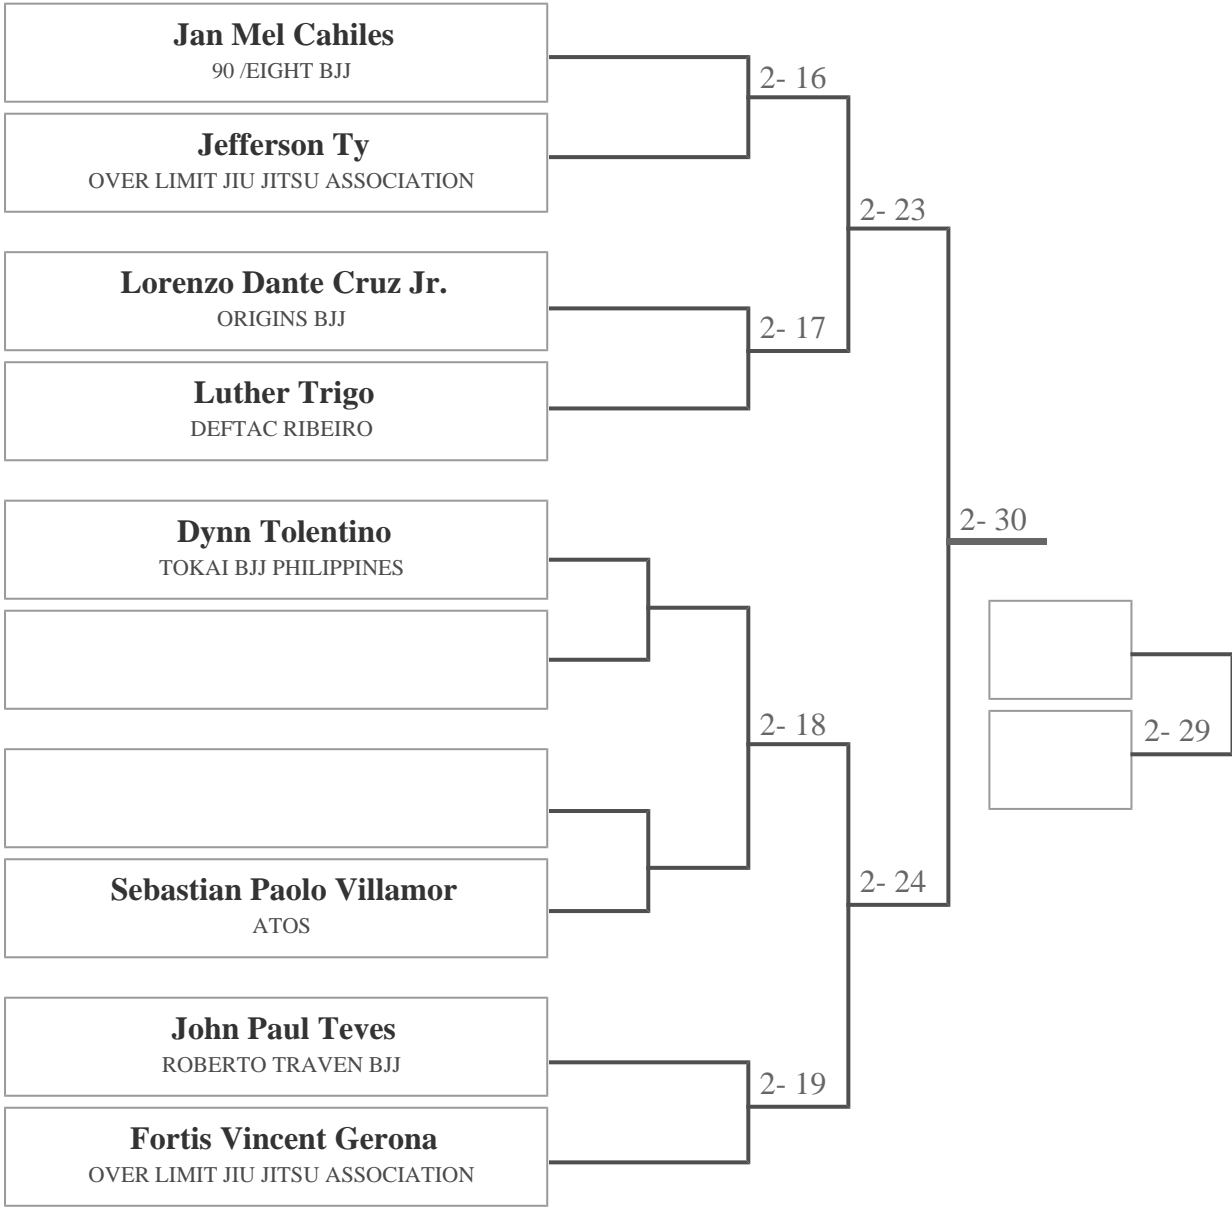 Jan Mel Cahiles
90 /EIGHT BJJ
2- 16
Jefferson Ty
OVER LIMIT JIU JITSU ASSOCIATION
2- 23
Lorenzo Dante Cruz Jr.
ORIGINS BJJ
2- 17
Luther Trigo
DEFTAC RIBEIRO
Dynn Tolentino
TOKAI BJJ PHILIPPINES
2- 30
2- 18
2- 29
Sebastian Paolo Villamor
ATOS
2- 24
John Paul Teves
ROBERTO TRAVEN BJJ
2- 19
Fortis Vincent Gerona
OVER LIMIT JIU JITSU ASSOCIATION